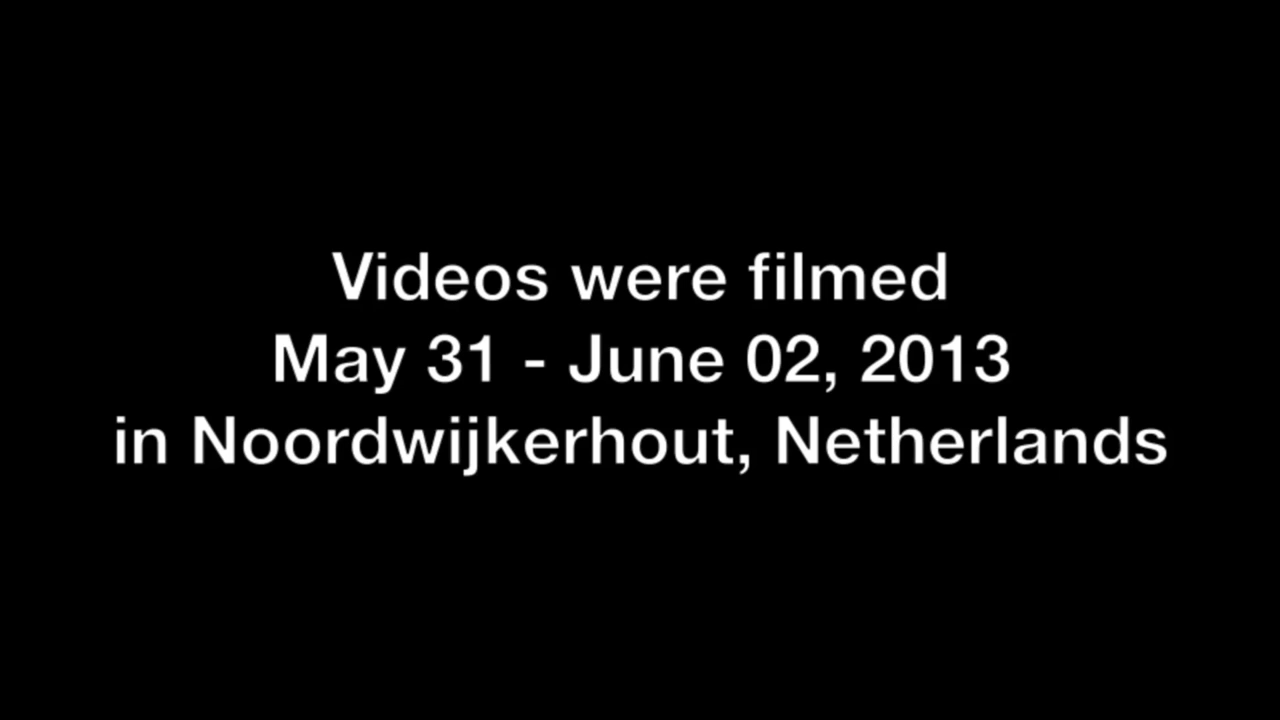 Videos were filmed
May 31 - June 02, 2013
in Noordwijkerhout, Netherlands